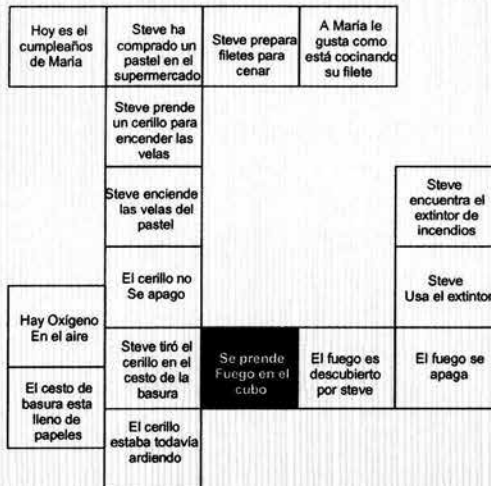 Hoy es el
cumpleaños
de Maria
Steve ha
comprado un
pastel en el
supermercado
Steve prepara
filetes para
cenar
A Maria le
gusta como
está cocinando
su filete
Steve prende
un cerillo para
encender las
velas
Steve enciende
las velas del
pastel
Steve
encuentra el
extintor de
incendios
El cerillo no
Se apago
Steve
Usa el extintor
Hay Oxígeno
En el aire
Steve tiró el
cerillo en el
cesto de la
basura
Se prende
Fuego en el
cubo
El fuego es
descubierto
por steve
El fuego se
apaga
El cesto de
basura esta
lleno de
papeles
El cerillo
estaba todavía
ardiendo